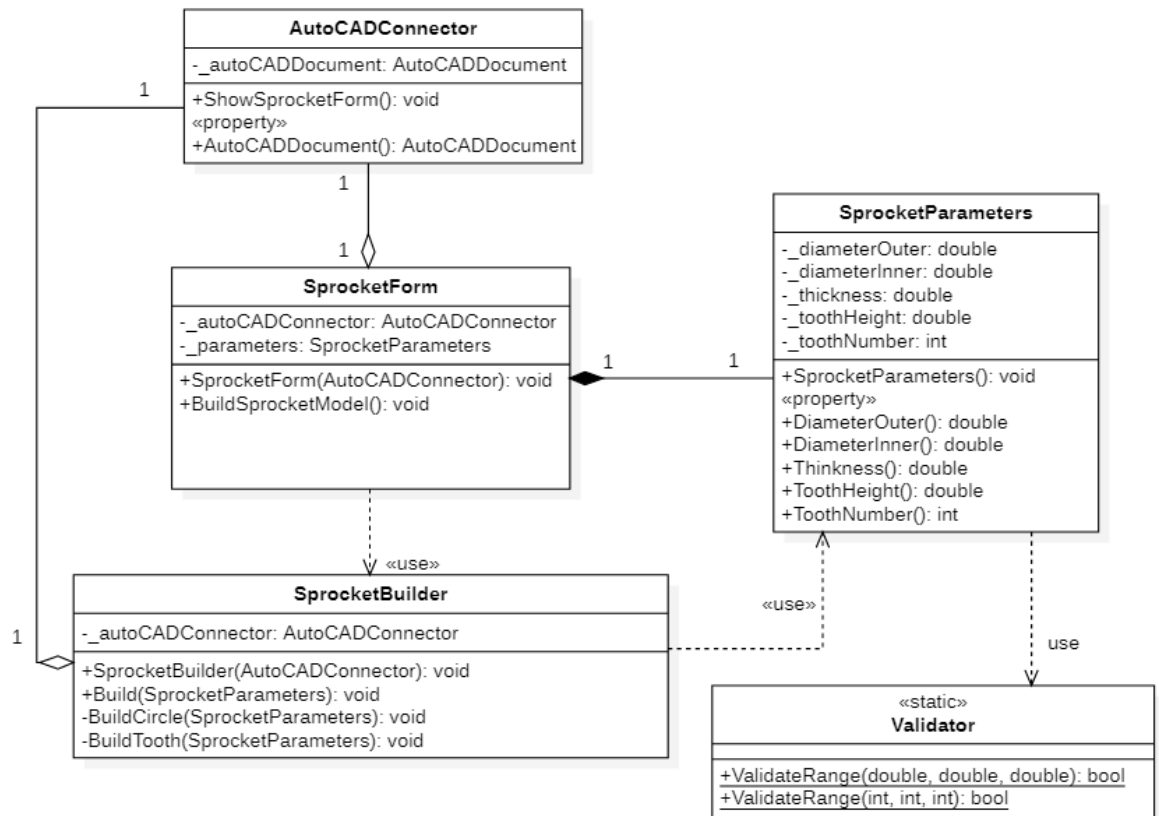 AutoCADConnector
-_autoCADDocument: AutoCADDocument
+ShowSprocketForm(): void
«property»
+AutoCADDocument(): AutoCADDocument
1
1
1
SprocketForm
-_autoCADConnector: AutoCADConnector
-_parameters: SprocketParameters
+SprocketForm(AutoCADConnector): void
+BuildSprocketModel(): void
1
1
SprocketParameters
-_diameterOuter: double
-_diameterInner: double
-_thickness: double
-_toothHeight: double
-_toothNumber: int
+SprocketParameters(): void
«property»
+DiameterOuter(): double
+DiameterInner(): double
+Thinkness(): double
+ToothHeight(): double
+ToothNumber(): int
«use»
SprocketBuilder
-_autoCADConnector: AutoCADConnector
+SprocketBuilder(AutoCADConnector): void
+Build(SprocketParameters): void
-BuildCircle(SprocketParameters): void
-BuildTooth(SprocketParameters): void
1
«use»
use
«static»
Validator
+ValidateRange(double, double, double): bool
+ValidateRange(int, int, int): bool